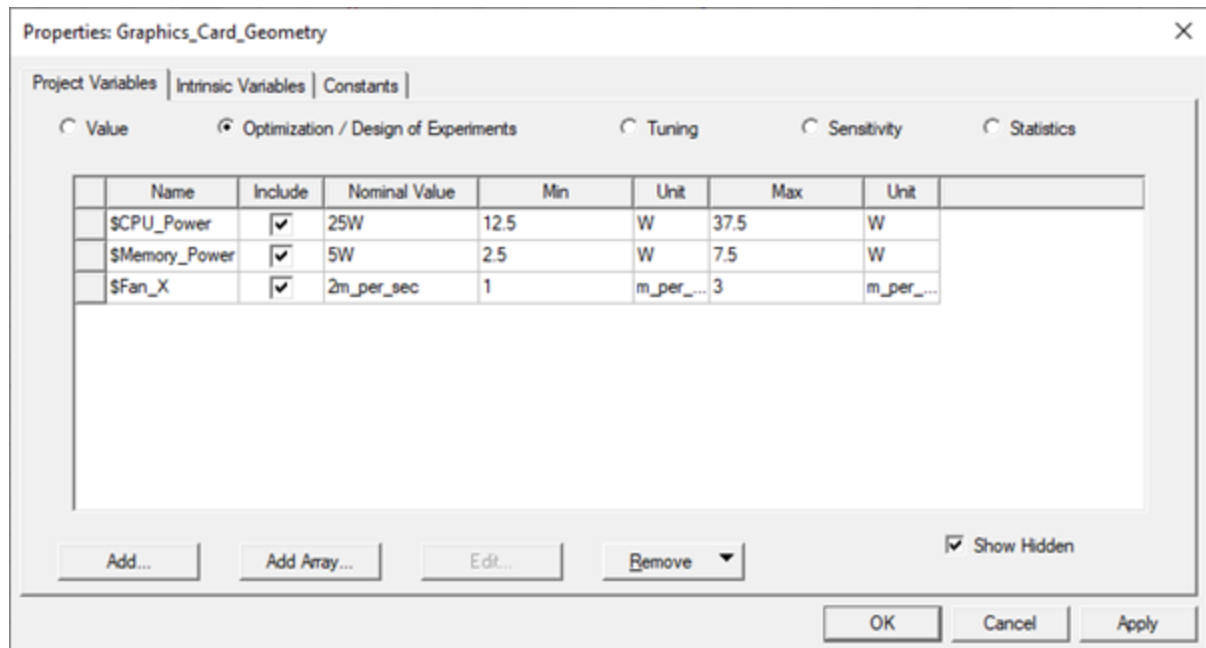 Properties: Graphics_Card_Geometry
Project Variables Intrinsic Variables Constants
Value Optimization / Design of Experiments Tuning Sensitivity Statistics
Name Include Nominal Value Min Unit Max Unit
$CPU_Power 25W 12.5 W 37.5 W
$Memory_Power 5W 2.5 W 7.5 W
$Fan_X 2m_per_sec 1 m_per_... 3 m_per_...
Show Hidden
Add... Add Array... Edit... Remove
OK Cancel Apply